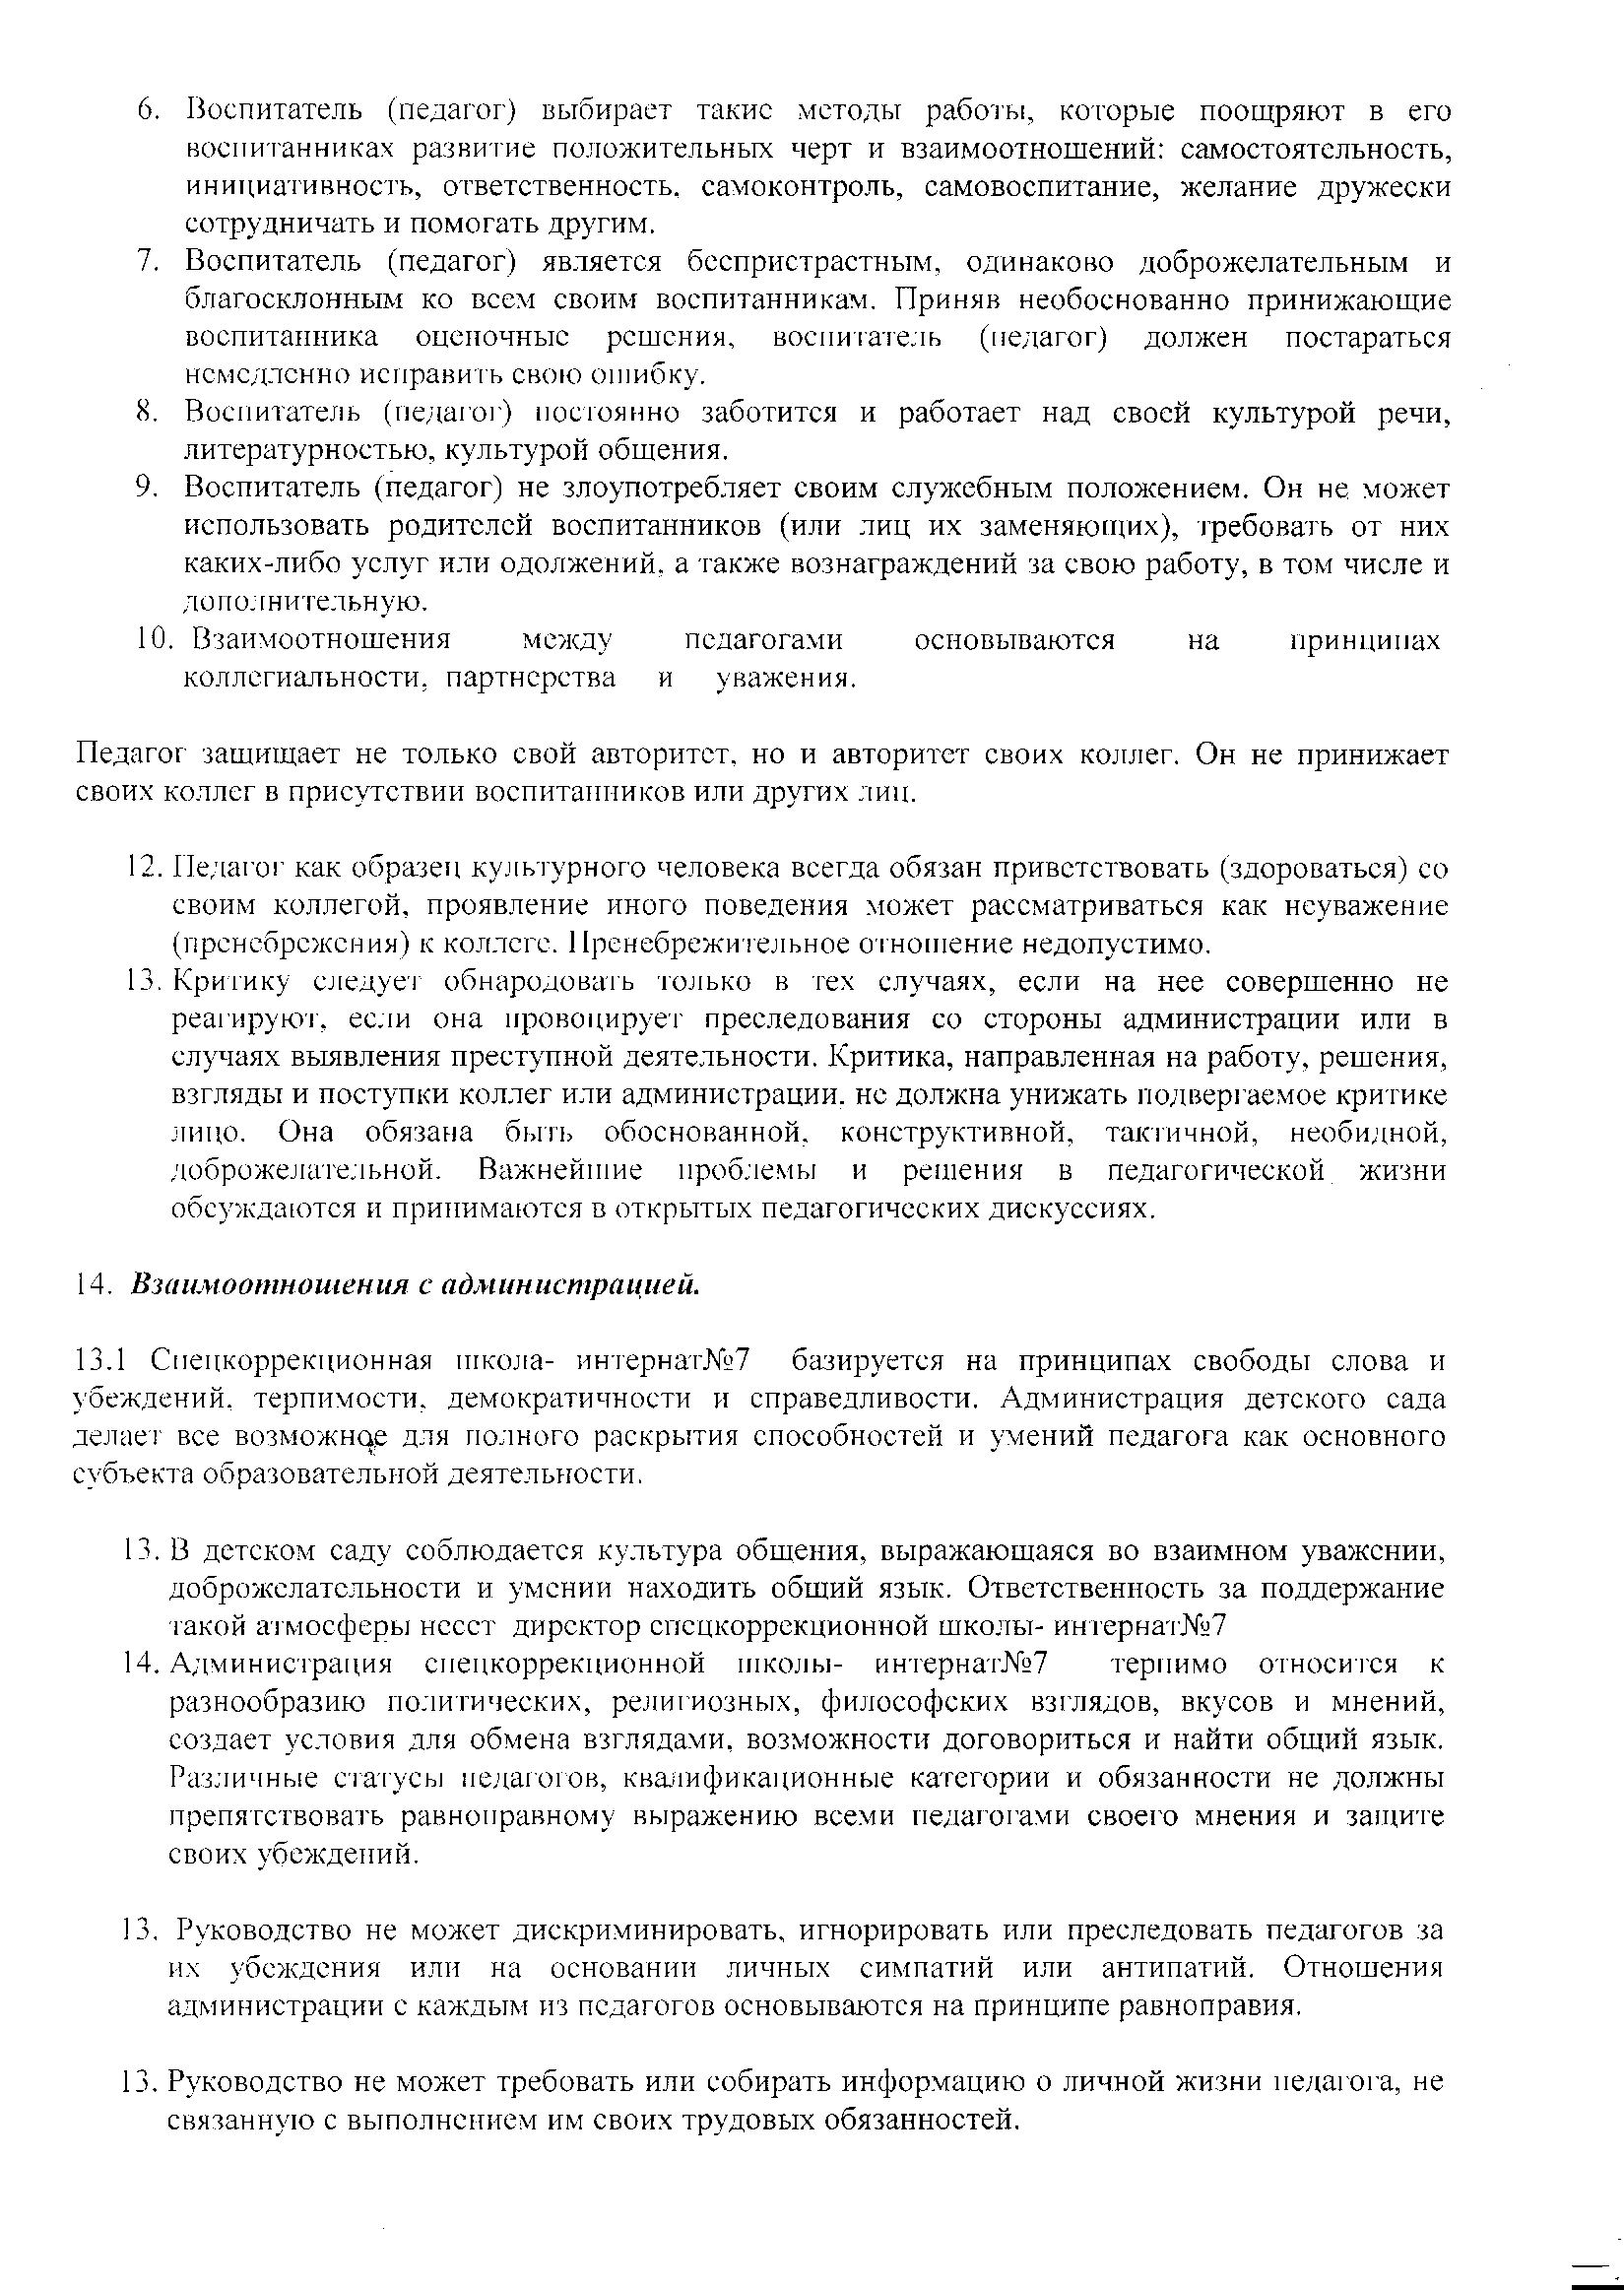 6. Воспитатель (педагог) выбирает такие методы работы, которые поощряют в его
воспитанниках развитие положительных черт и взаимоотношений: самостоятельность,
инициативность, ответственность, самоконтроль, самовоспитание, желание дружески
сотрудничать и помогать другим.
7. Воспитатель (педагог) является беспристрастным, одинаково доброжелательным и
благосклонным ко всем своим воспитанникам. Приняв необоснованно принижающие
воспитанника оценочные решения, воспитатель (педагог) должен постараться
немедленно исправить свою ошибку.
8. Воспитатель (педагог) постоянно заботится и работает над своей культурой речи,
литературностью, культурой общения.
9. Воспитатель (педагог) не злоупотребляет своим служебным положением. Он не может
использовать родителей воспитанников (или лиц их заменяющих), требовать от них
каких-либо услуг или одолжений, а также вознаграждений за свою работу, в том числе и
дополнительную.
10. Взаимоотношения между педагогами основываются на принципах
коллегиальности, партнерства и уважения.
Педагог защищает не только свой авторитет, но и авторитет своих коллег. Он не принижает
своих коллег в присутствии воспитанников или других лиц.
12. Педагог как образец культурного человека всегда обязан приветствовать (здороваться) со
своим коллегой, проявление иного поведения может рассматриваться как неуважение
(пренебрежения) к коллеге. Пренебрежительное отношение недопустимо.
13. Критику следует обнародовать только в тех случаях, если на нее совершенно не
реагируют, если она провоцирует преследования со стороны администрации или в
случаях выявления преступной деятельности. Критика, направленная на работу, решения,
взгляды и поступки коллег или администрации, не должна унижать подвергаемое критике
лицо. Она обязана быть обоснованной, конструктивной, тактичной, необидной,
доброжелательной. Важнейшие проблемы и решения в педагогической жизни
обсуждаются и принимаются в открытых педагогических дискуссиях.
14. Взаимоотношения с администрацией.
13.1 Спецкоррекционная школа- интернат№7 базируется на принципах свободы слова и
убеждений, терпимости, демократичности и справедливости. Администрация детского сада
делает все возможное для полного раскрытия способностей и умений педагога как основного
субъекта образовательной деятельности.
13. В детском саду соблюдается культура общения, выражающаяся во взаимном уважении,
доброжелательности и умении находить общий язык. Ответственность за поддержание
такой атмосферы несет директор спецкоррекционной школы- интернат№7
14. Администрация спецкоррекционной школы- интернат№7 терпимо относится к
разнообразию политических, религиозных, философских взглядов, вкусов и мнений,
создает условия для обмена взглядами, возможности договориться и найти общий язык.
Различные статусы педагогов, квалификационные категории и обязанности не должны
препятствовать равноправному выражению всеми педагогами своего мнения и защите
своих убеждений.
13. Руководство не может дискриминировать, игнорировать или преследовать педагогов за
их убеждения или на основании личных симпатий или антипатий. Отношения
администрации с каждым из педагогов основываются на принципе равноправия.
13. Руководство не может требовать или собирать информацию о личной жизни педагога, не
связанную с выполнением им своих трудовых обязанностей.